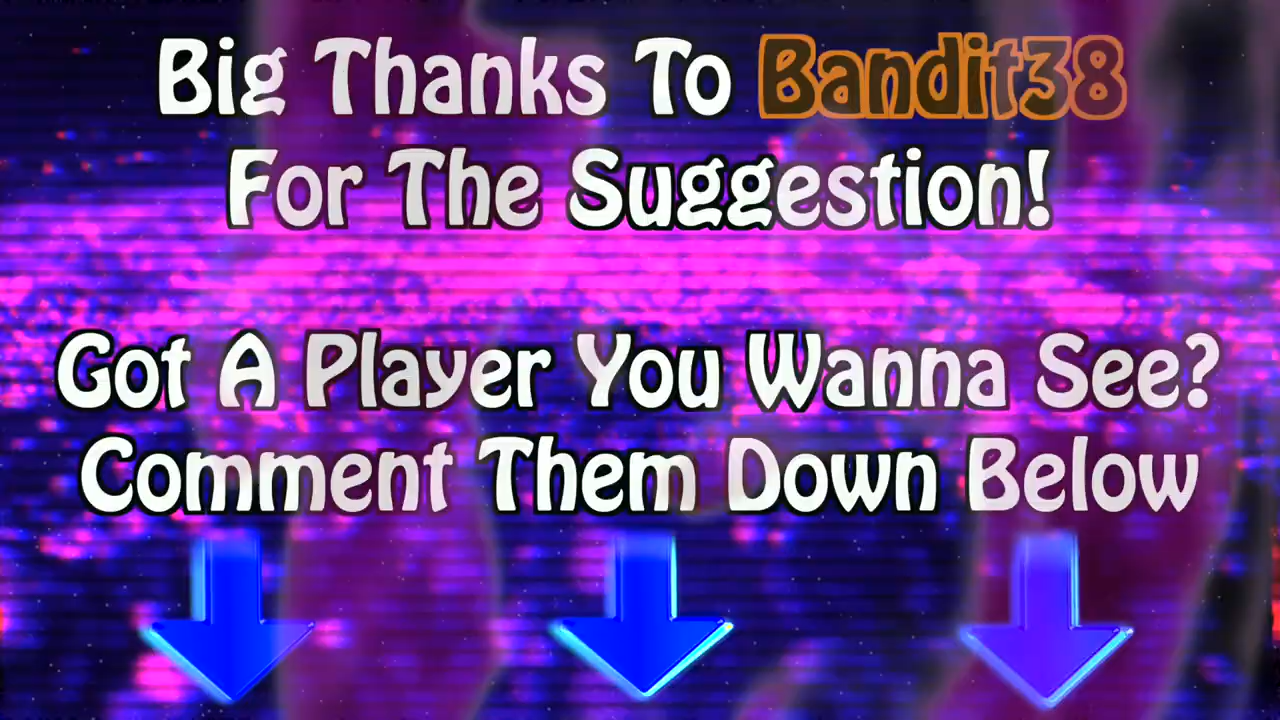 Big Thanks To Bandit38
For The Suggestion!
Got A Player You Wanna See?
Comment Them Down Below